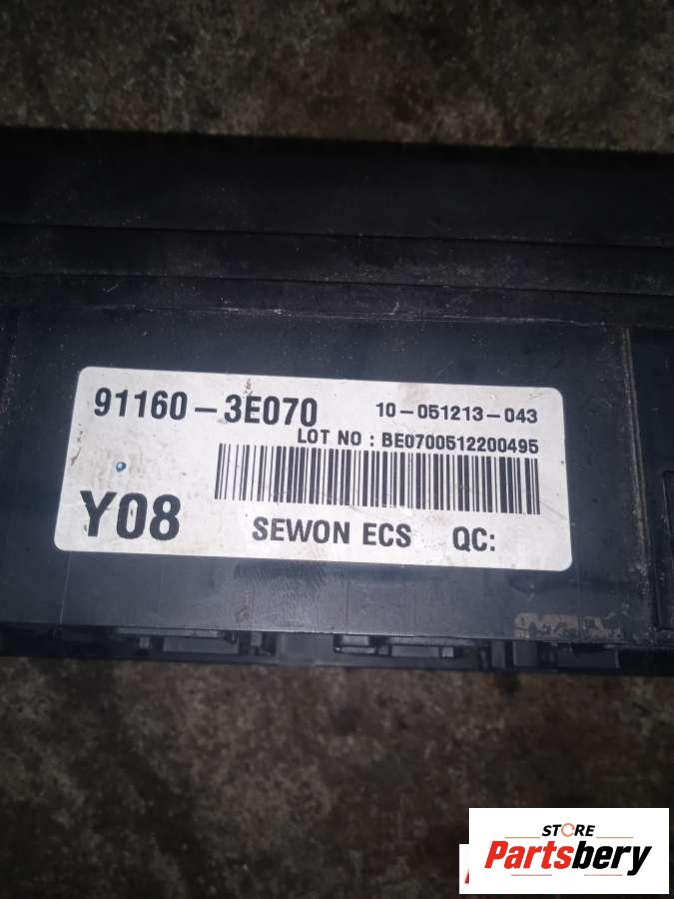 91160-3E070 10-051213-043
LOT NO : BE0700512200495
Y08 SEWON ECS QC:
STORE
Partsbery